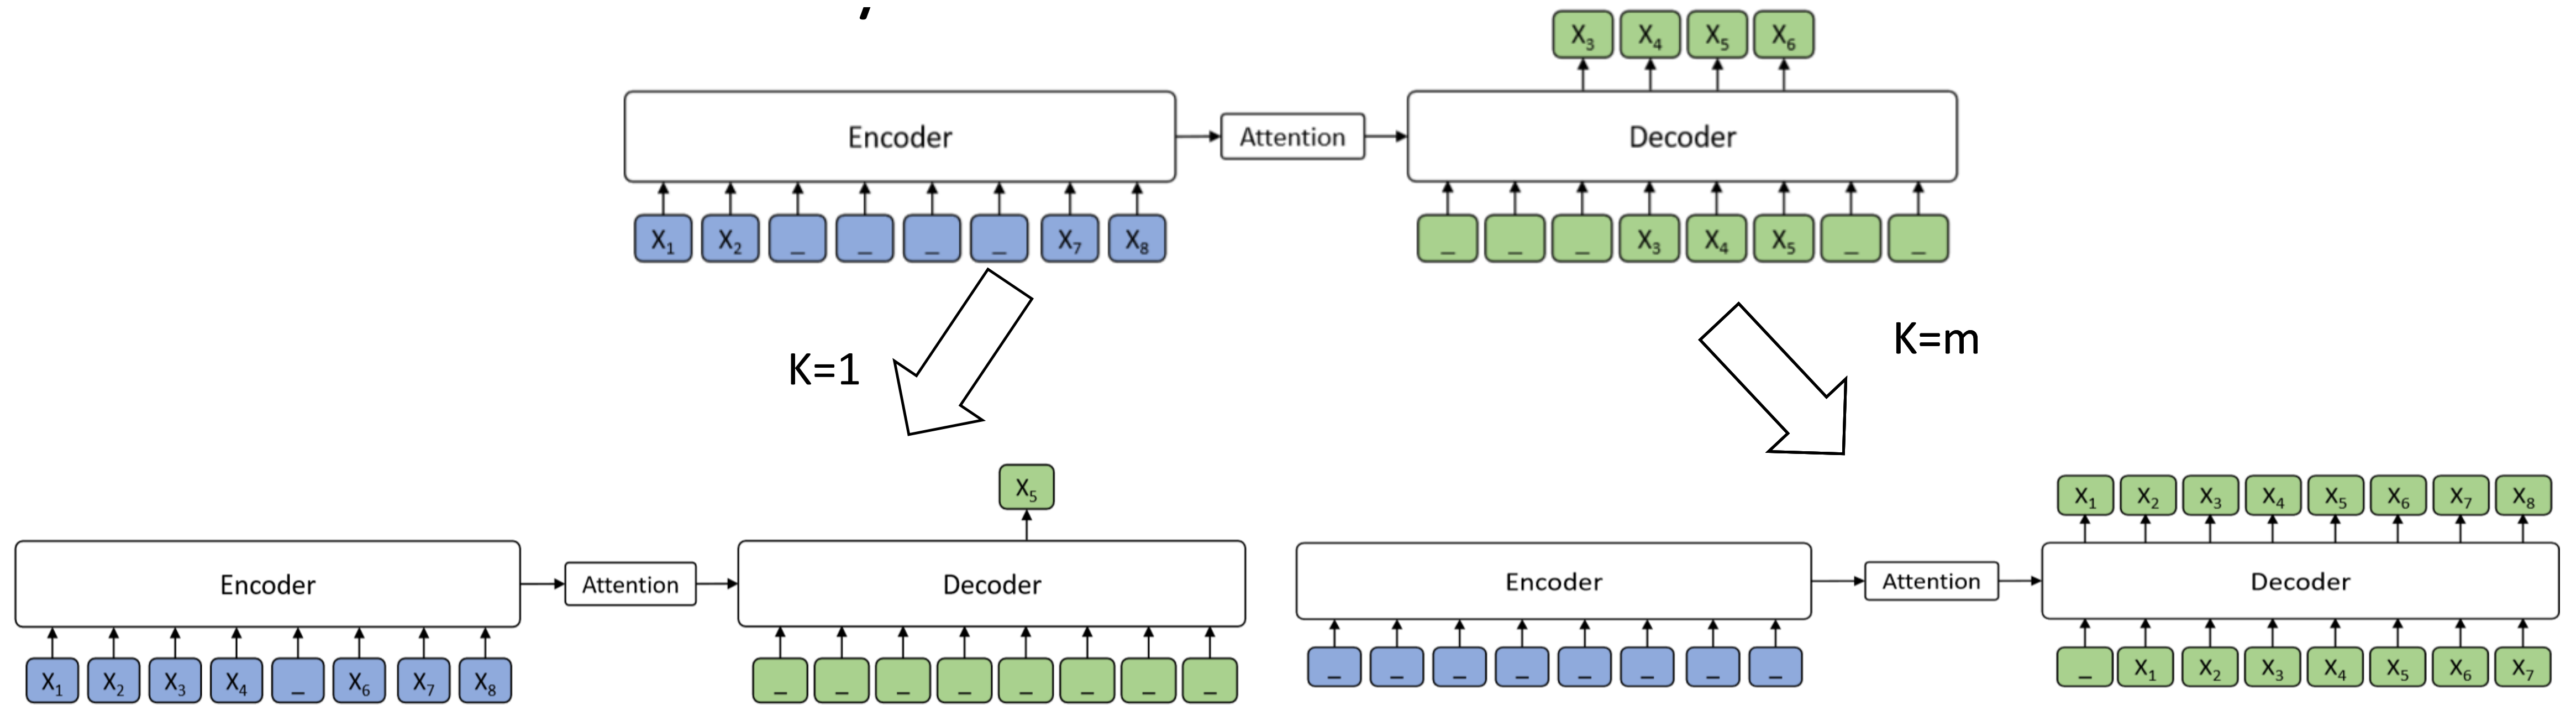 X3 X4 X5 X6
Encoder Attention Decoder
X1 X2 _ _ _ _ X7 X8
_ _ _ X3 X4 X5 _ _
K=1
K=m
X5
Encoder Attention Decoder
X1 X2 X3 X4 _ X6 X7 X8
_ _ _ _ _ _ _ _
X1 X2 X3 X4 X5 X6 X7 X8
Encoder Attention Decoder
_ _ _ _ _ _ _ _
_ X1 X2 X3 X4 X5 X6 X7